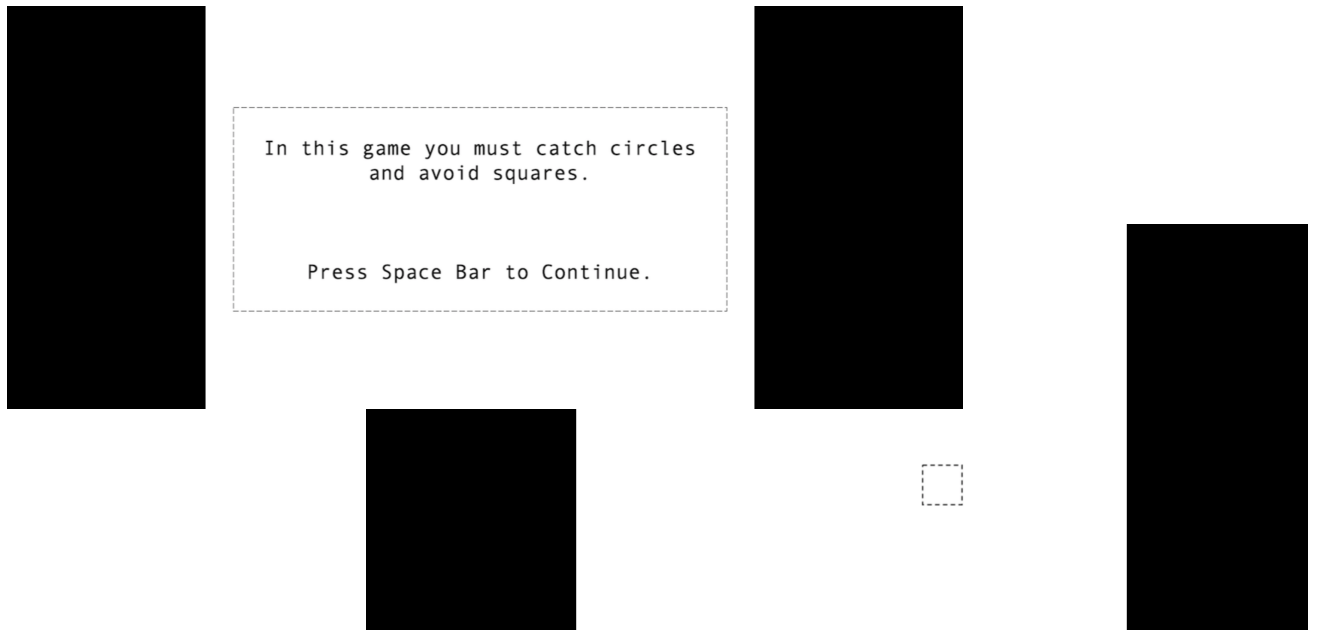 In this game you must catch circles
and avoid squares.
Press Space Bar to Continue.